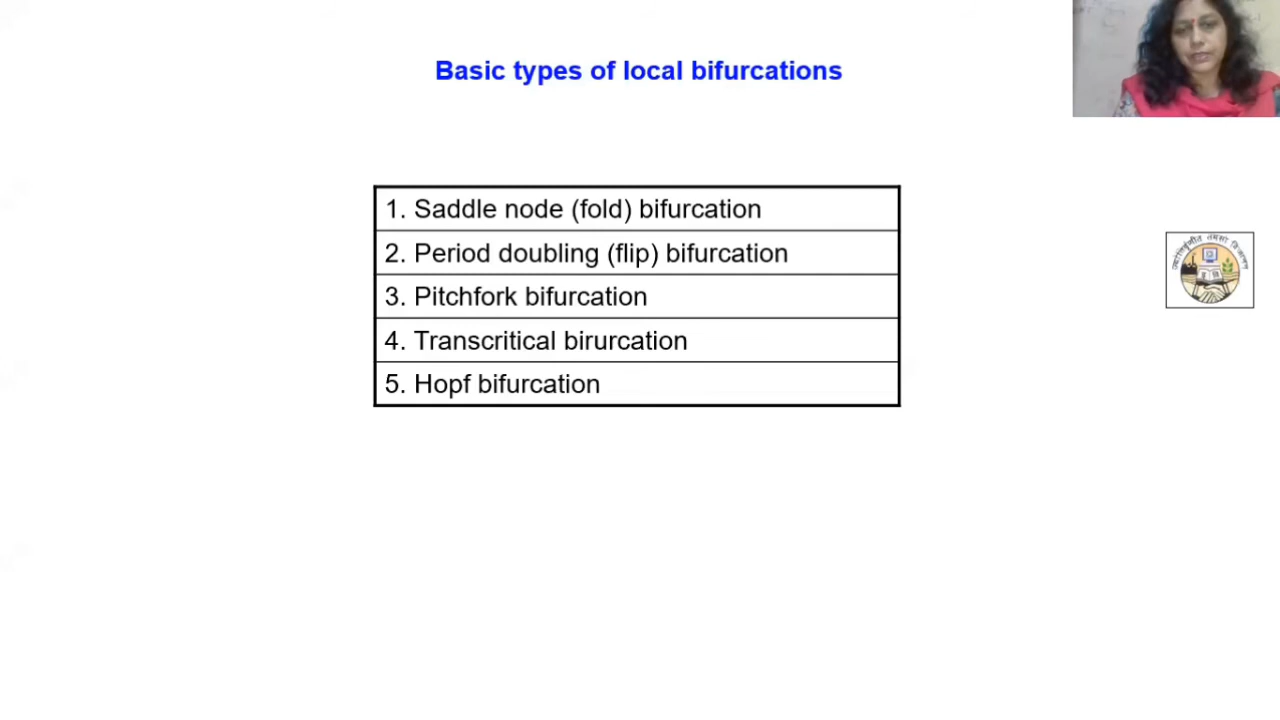 Basic types of local bifurcations
1. Saddle node (fold) bifurcation
2. Period doubling (flip) bifurcation
3. Pitchfork bifurcation
4. Transcritical birurcation
5. Hopf bifurcation